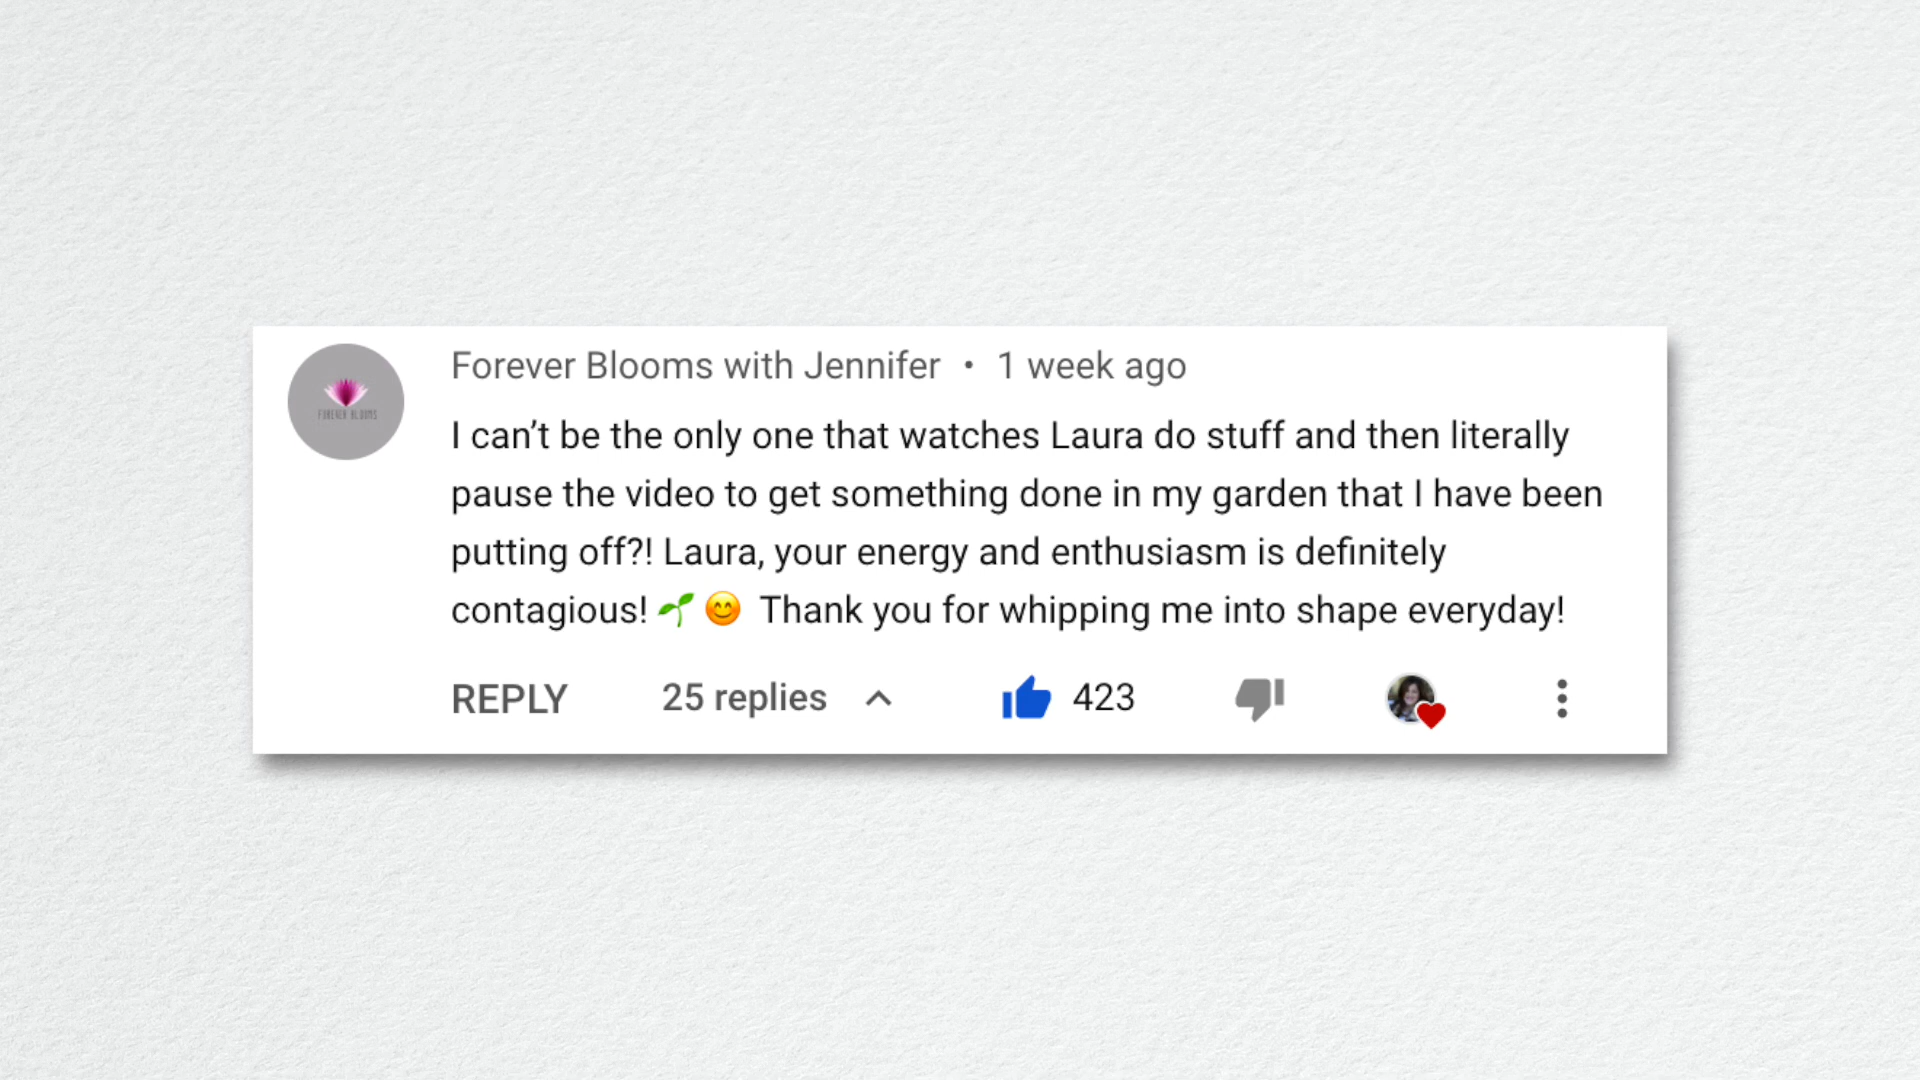 Forever Blooms with Jennifer • 1 week ago
FOREVER BLOOMS
I can’t be the only one that watches Laura do stuff and then literally
pause the video to get something done in my garden that I have been
putting off?! Laura, your energy and enthusiasm is definitely
contagious! 🌱 😊 Thank you for whipping me into shape everyday!
REPLY 25 replies 423